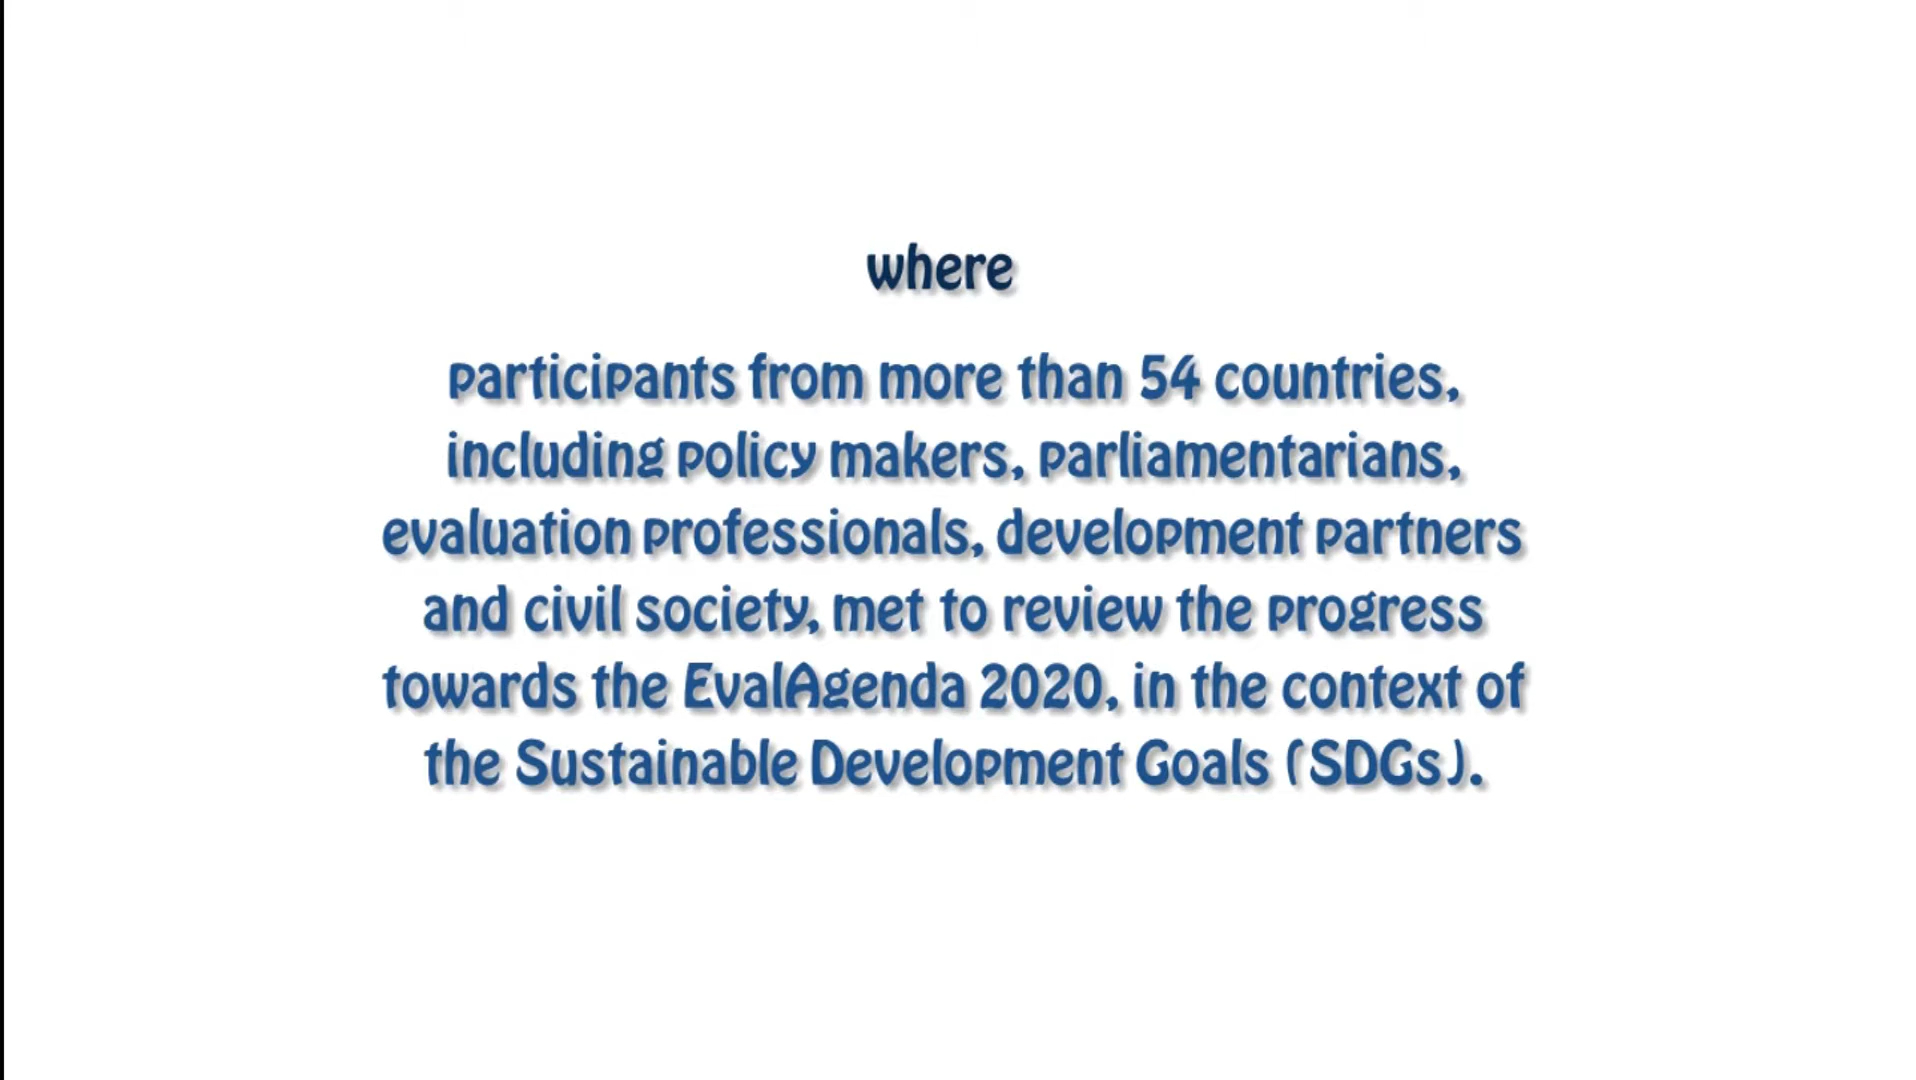 where
participants from more than 54 countries,
including policy makers, parliamentarians,
evaluation professionals, development partners
and civil society, met to review the progress
towards the EvalAgenda 2020, in the context of
the Sustainable Development Goals (SDGs).